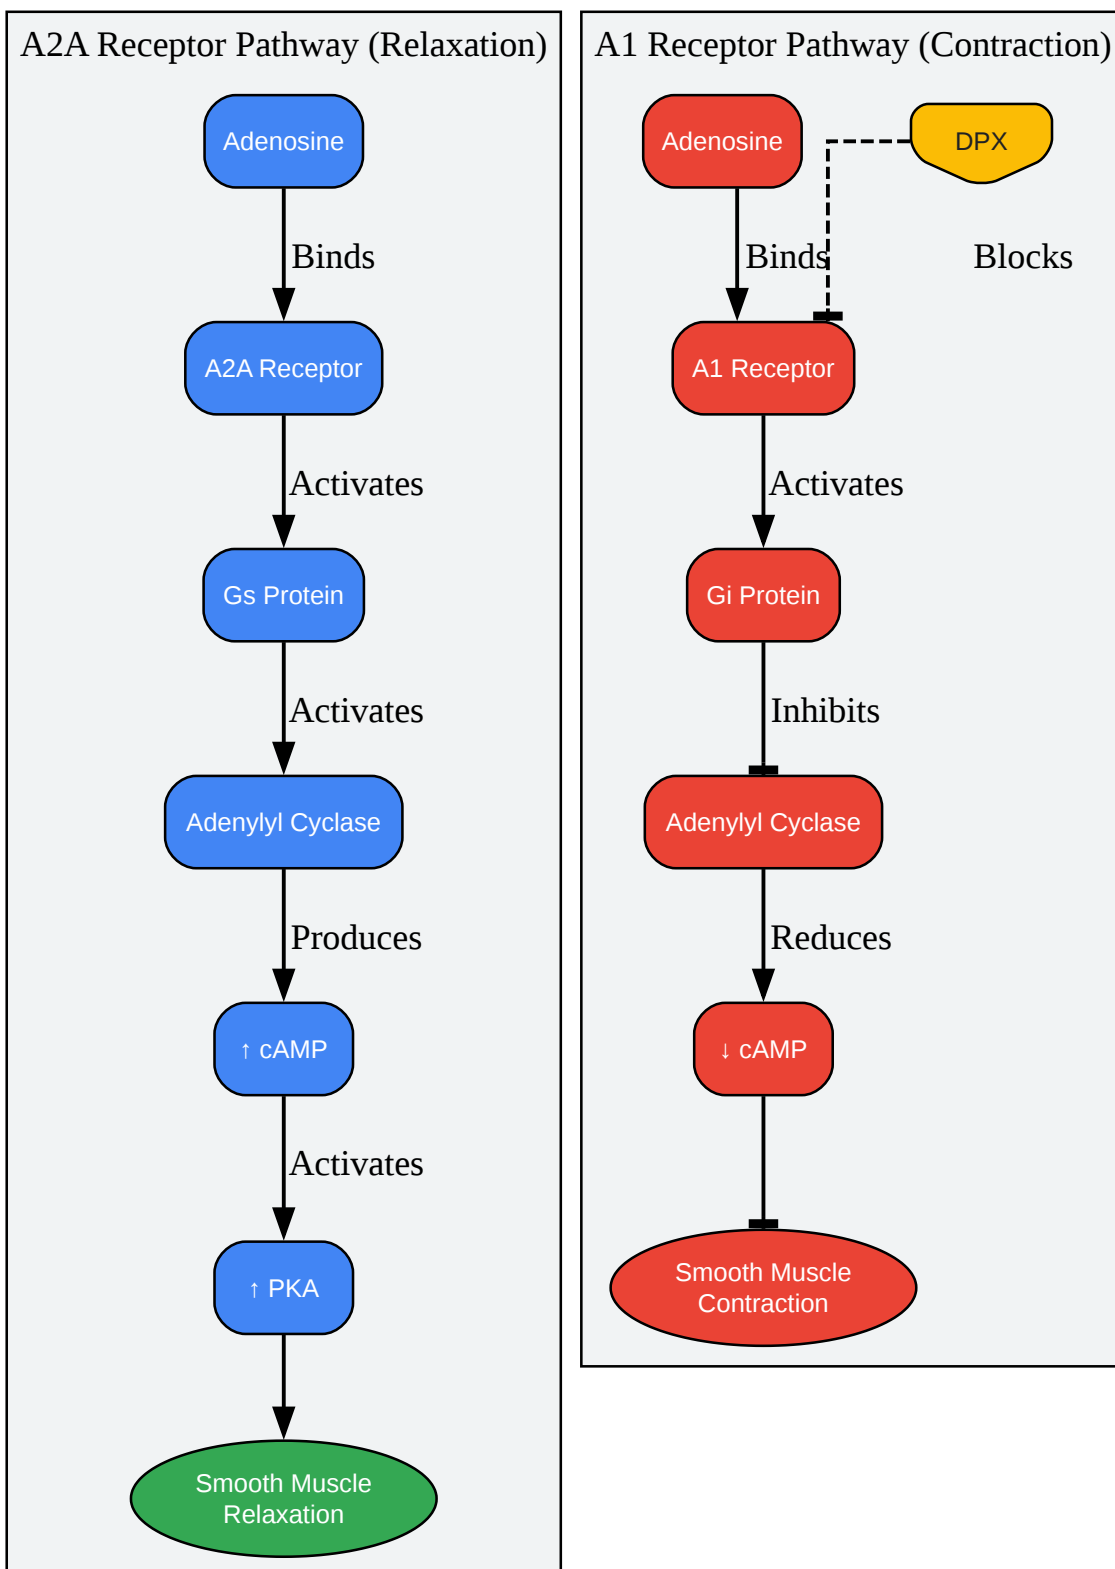 A2A Receptor Pathway (Relaxation)
Adenosine
Binds
A2A Receptor
Activates
Gs Protein
Activates
Adenylyl Cyclase
Produces
↑ cAMP
Activates
↑ PKA
Smooth Muscle
Relaxation
A1 Receptor Pathway (Contraction)
Adenosine
DPX
Binds
Blocks
A1 Receptor
Activates
Gi Protein
Inhibits
Adenylyl Cyclase
Reduces
↓ cAMP
Smooth Muscle
Contraction